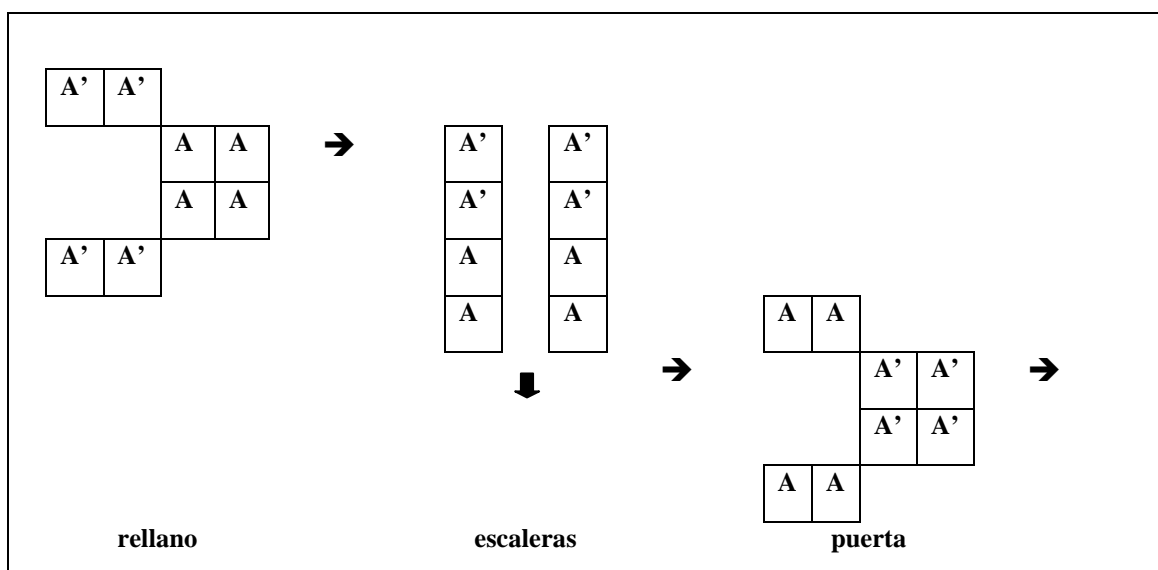 A’ A’
A A ➔ A’ A’
A A A’ A’
A’ A’ A A
A A A A
➔ A’ A’ ➔
⬇
A’ A’
A A
rellano escaleras puerta